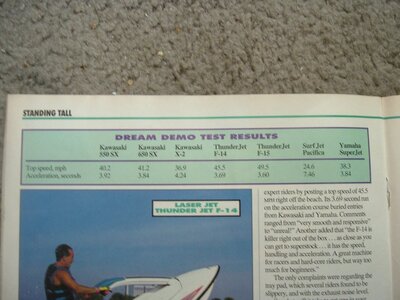 STANDING TALL
DREAM DEMO TEST RESULTS
Kawasaki Kawasaki Kawasaki ThunderJet ThunderJet SurfJet Yamaha
550 SX 650 SX X-2 F-14 F-15 Pacifica SuperJet
Top speed, mph 40.2 41.2 36.9 45.5 49.5 24.6 38.3
Acceleration, seconds 3.92 3.84 4.24 3.69 3.60 7.46 3.84
LASER JET
THUNDER JET F-14
expert riders by posting a top speed of 45.5
MPH right off the beach. Its 3.69 second run
on the acceleration course buried entries
from Kawasaki and Yamaha. Comments
ranged from "very smooth and responsive"
to "unreal!" Another added that "the F-14 is
killer right out of the box . . . as close as you
can get to superstock . . . it has the speed,
handling and acceleration. A great machine
for racers and hard-core riders, but way too
much for beginners."
The only complaints were regarding the
tray pad, which several riders found to be
slippery, and with the exhaust noise level.